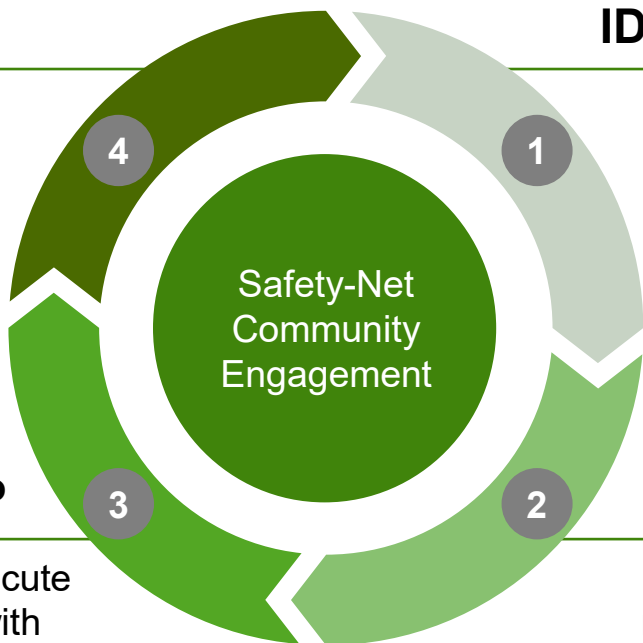 ID
4
1
Safety-Net
Community
Engagement
3
2
cute
ith